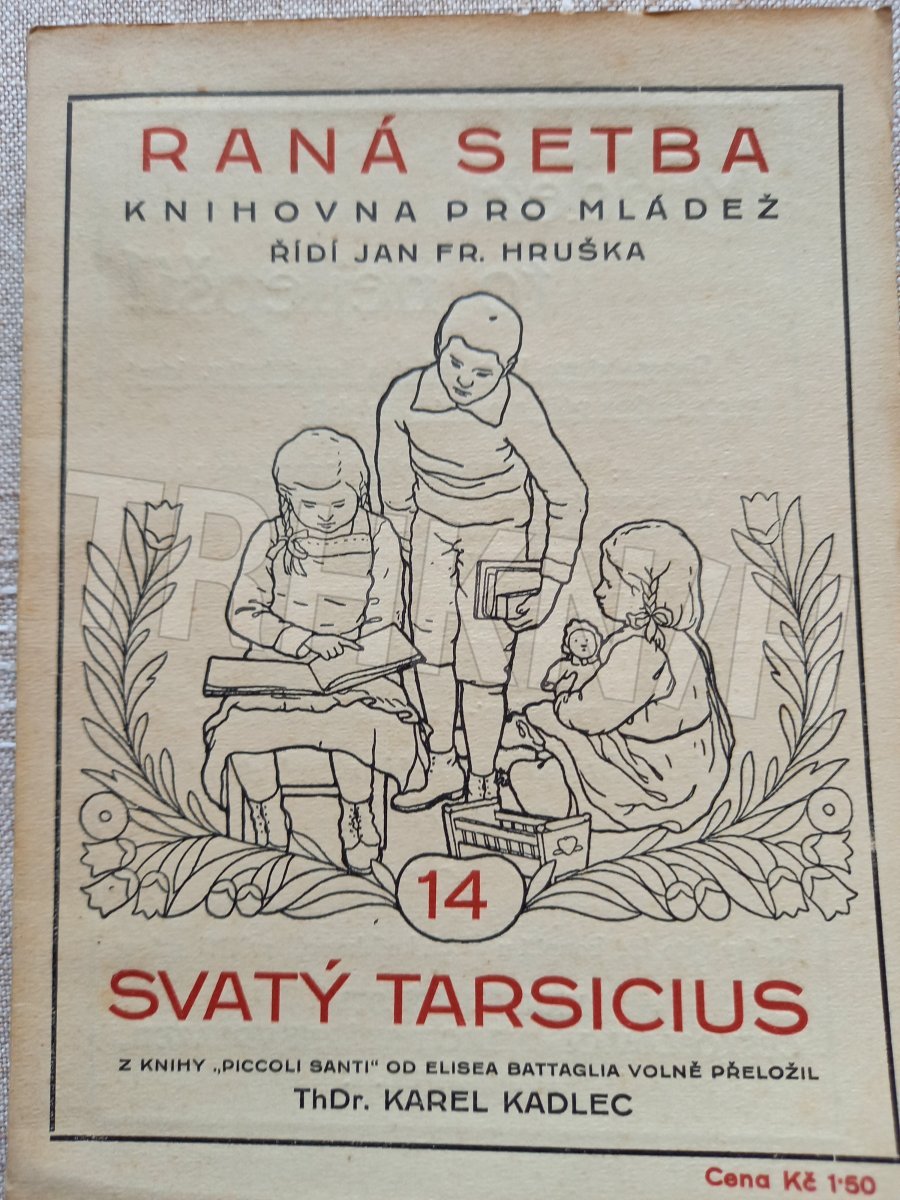 RANÁ SETBA
KNIHOVNA PRO MLÁDEŽ
ŘÍDÍ JAN FR. HRUŠKA
14
SVATÝ TARSICIUS
Z KNIHY „PICCOLI SANTI“ OD ELISEA BATTAGLIA VOLNĚ PŘELOŽIL
ThDr. KAREL KADLEC
Cena Kč 1·50